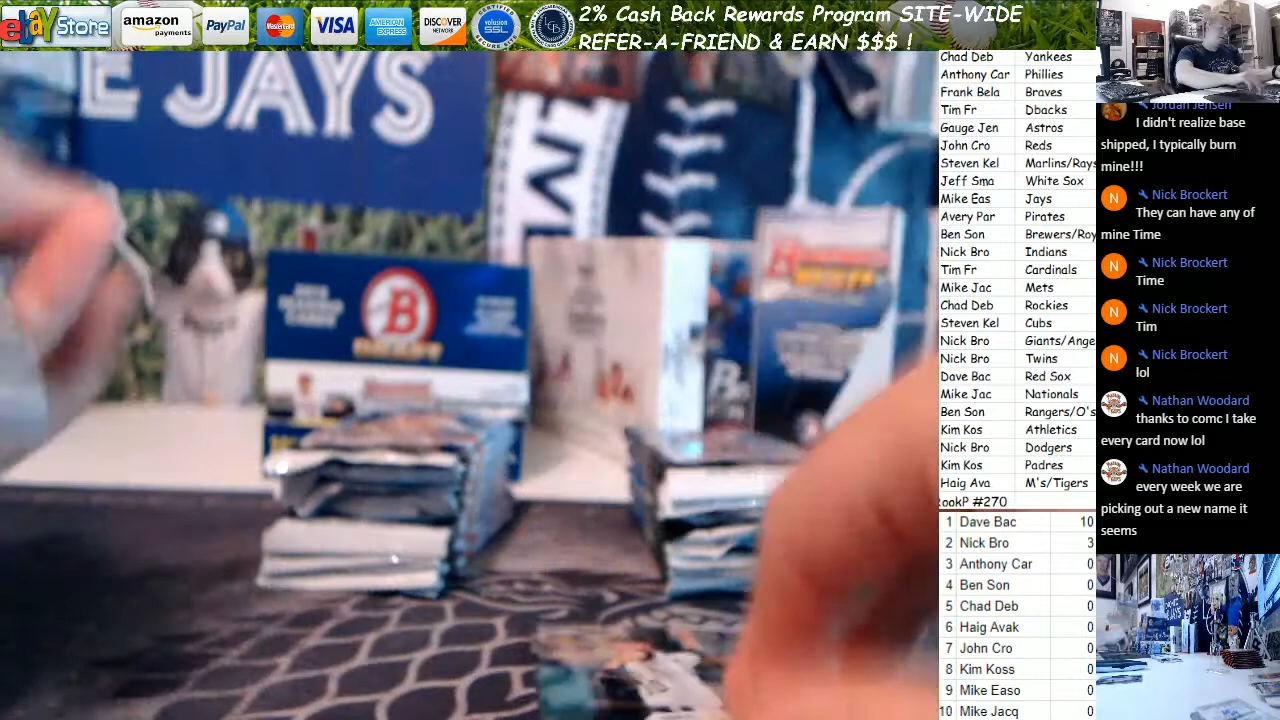 ebay Store
amazon
payments
PayPal
MasterCard
VISA
AMERICAN
EXPRESS
DISCOVER
NETWORK
volusion
SSL
2% Cash Back Rewards Program SITE-WIDE
REFER-A-FRIEND & EARN $$$ !
E JAYS
B
Chad Deb Yankees
Anthony Car Phillies
Frank Bela Braves
Tim Fr Dbacks
Gauge Jen Astros
John Cro Reds
Steven Kel Marlins/Rays
Jeff Sma White Sox
Mike Eas Jays
Avery Par Pirates
Ben Son Brewers/Roy
Nick Bro Indians
Tim Fr Cardinals
Mike Jac Mets
Chad Deb Rockies
Steven Kel Cubs
Nick Bro Giants/Ange
Nick Bro Twins
Dave Bac Red Sox
Mike Jac Nationals
Ben Son Rangers/O's
Kim Kos Athletics
Nick Bro Dodgers
Kim Kos Padres
Haig Ava M's/Tigers
RookP #270
1 Dave Bac 10
2 Nick Bro 3
3 Anthony Car 0
4 Ben Son 0
5 Chad Deb 0
6 Haig Avak 0
7 John Cro 0
8 Kim Koss 0
9 Mike Easo 0
10 Mike Jacq 0
Jordan Jensen
I didn't realize base
shipped, I typically burn
mine!!!
N Nick Brockert
They can have any of
mine Time
N Nick Brockert
Time
N Nick Brockert
Tim
N Nick Brockert
lol
Nathan Woodard
thanks to comc I take
every card now lol
Nathan Woodard
every week we are
picking out a new name it
seems